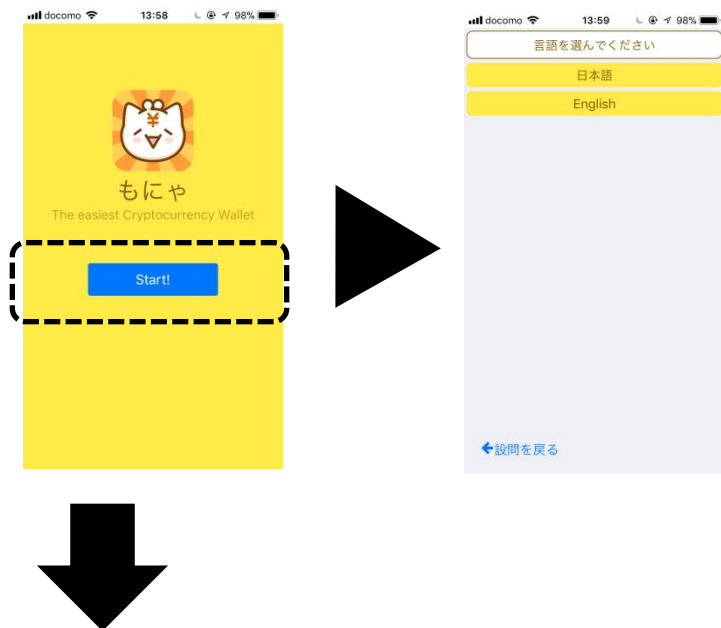 docomo 13:58 98%
¥
もにゃ
The easiest Cryptocurrency Wallet
Start!
docomo 13:59 98%
言語を選んでください
日本語
English
設問を戻る